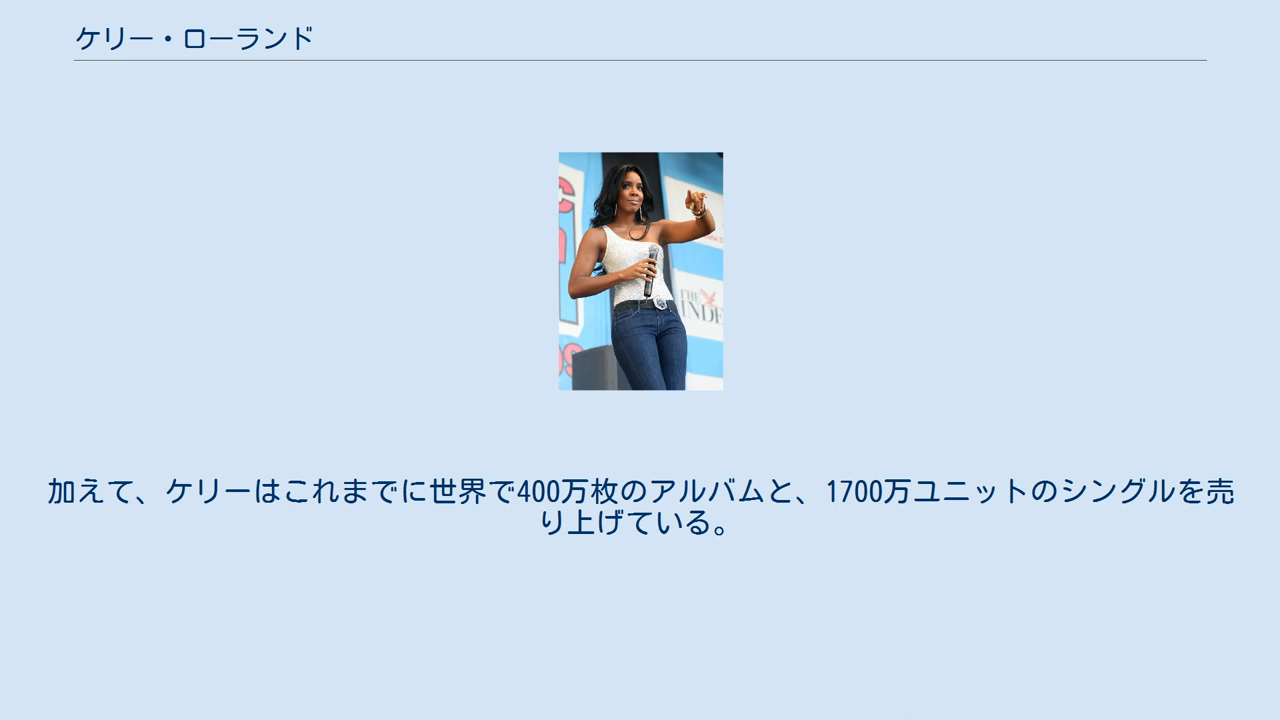 ケリー・ローランド
THE
INDE
加えて、ケリーはこれまでに世界で400万枚のアルバムと、1700万ユニットのシングルを売
り上げている。